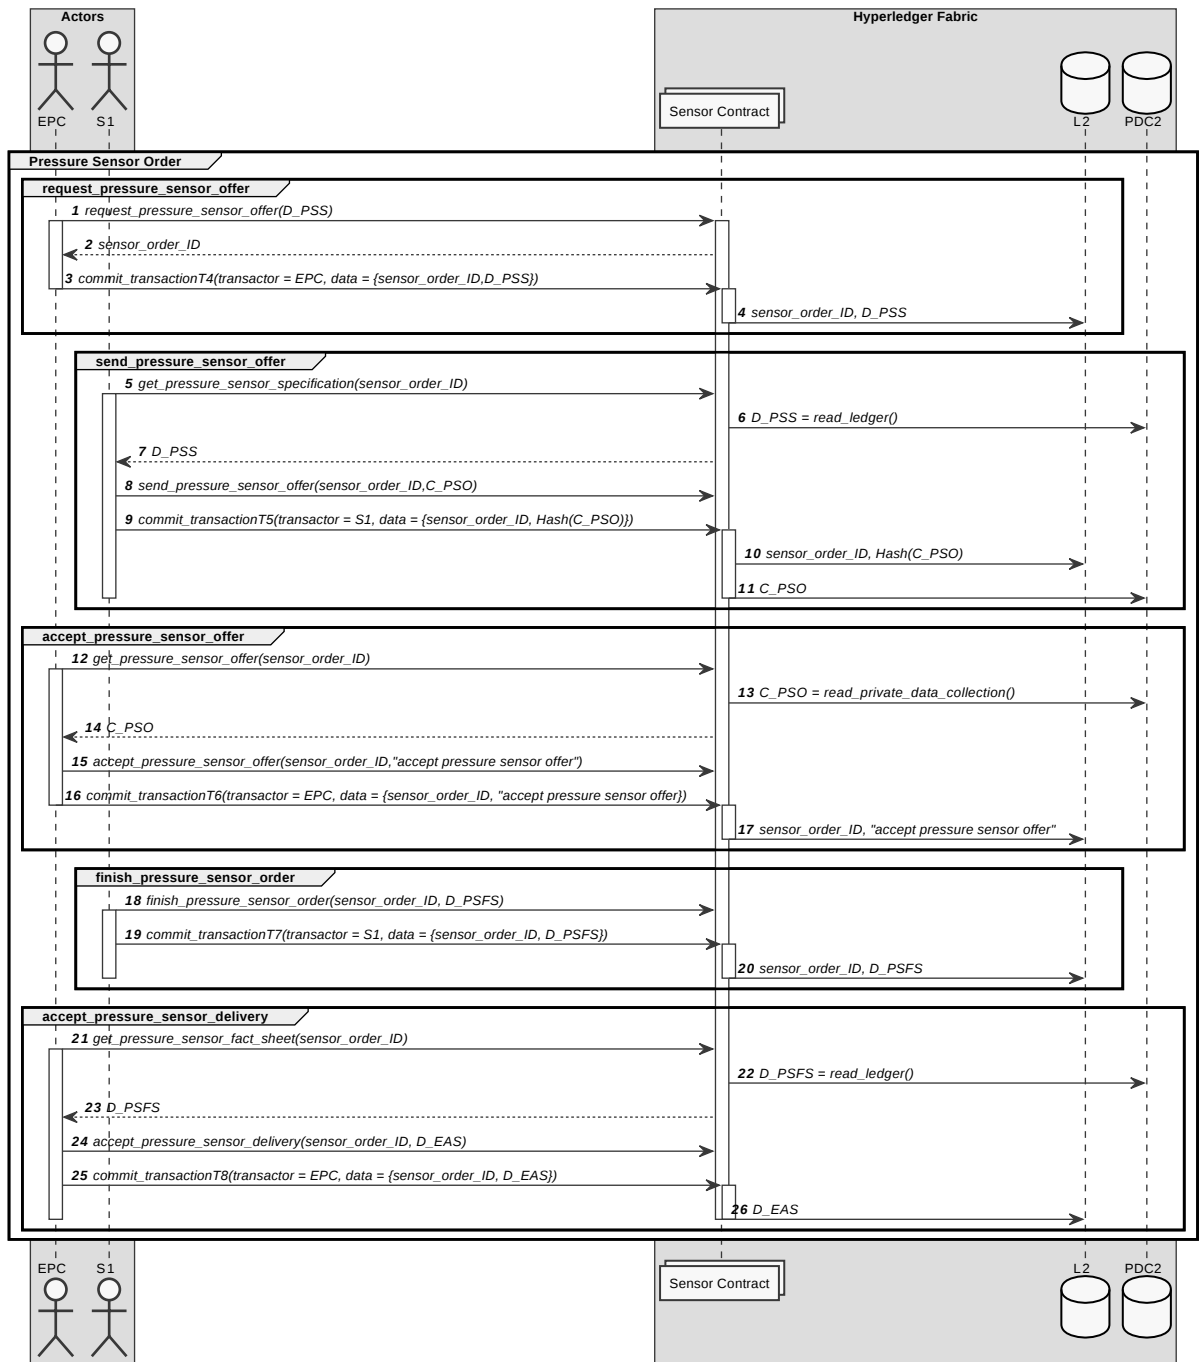 Actors
Hyperledger Fabric
EPC
S1
Sensor Contract
L2
PDC2
Pressure Sensor Order
request_pressure_sensor_offer
1 request_pressure_sensor_offer(D_PSS)
2 sensor_order_ID
3 commit_transactionT4(transactor = EPC, data = {sensor_order_ID,D_PSS})
4 sensor_order_ID, D_PSS
send_pressure_sensor_offer
5 get_pressure_sensor_specification(sensor_order_ID)
6 D_PSS = read_ledger()
7 D_PSS
8 send_pressure_sensor_offer(sensor_order_ID,C_PSO)
9 commit_transactionT5(transactor = S1, data = {sensor_order_ID, Hash(C_PSO)})
10 sensor_order_ID, Hash(C_PSO)
11 C_PSO
accept_pressure_sensor_offer
12 get_pressure_sensor_offer(sensor_order_ID)
13 C_PSO = read_private_data_collection()
14 C_PSO
15 accept_pressure_sensor_offer(sensor_order_ID,"accept pressure sensor offer")
16 commit_transactionT6(transactor = EPC, data = {sensor_order_ID, "accept pressure sensor offer})
17 sensor_order_ID, "accept pressure sensor offer"
finish_pressure_sensor_order
18 finish_pressure_sensor_order(sensor_order_ID, D_PSFS)
19 commit_transactionT7(transactor = S1, data = {sensor_order_ID, D_PSFS})
20 sensor_order_ID, D_PSFS
accept_pressure_sensor_delivery
21 get_pressure_sensor_fact_sheet(sensor_order_ID)
22 D_PSFS = read_ledger()
23 D_PSFS
24 accept_pressure_sensor_delivery(sensor_order_ID, D_EAS)
25 commit_transactionT8(transactor = EPC, data = {sensor_order_ID, D_EAS})
26 D_EAS
EPC
S1
Sensor Contract
L2
PDC2